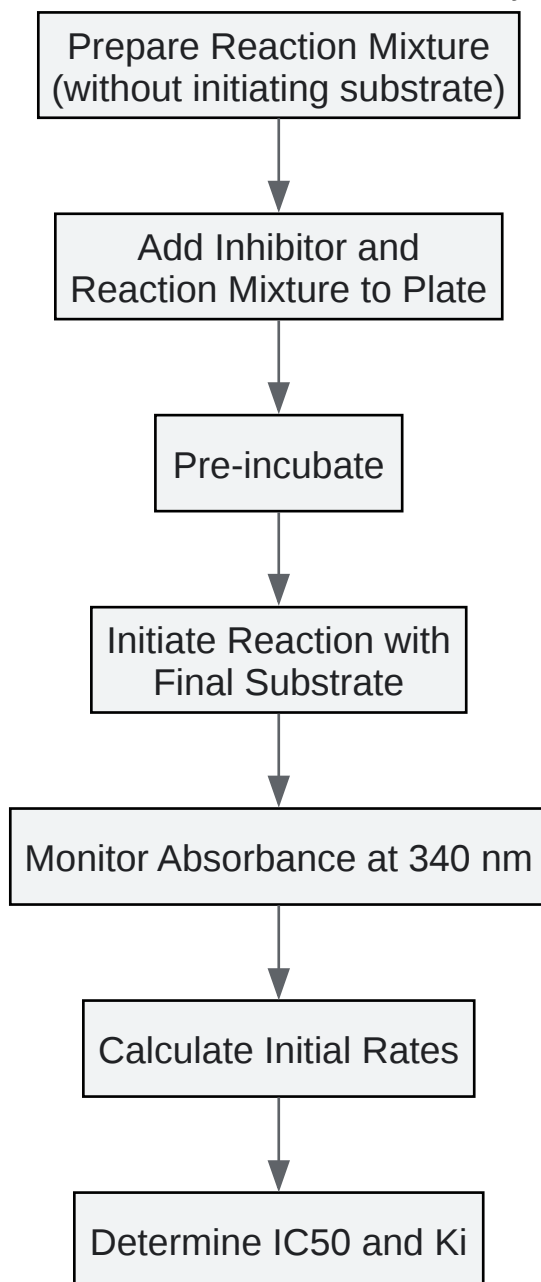 Prepare Reaction Mixture
(without initiating substrate)
Add Inhibitor and
Reaction Mixture to Plate
Pre-incubate
Initiate Reaction with
Final Substrate
Monitor Absorbance at 340 nm
Calculate Initial Rates
Determine IC50 and Ki